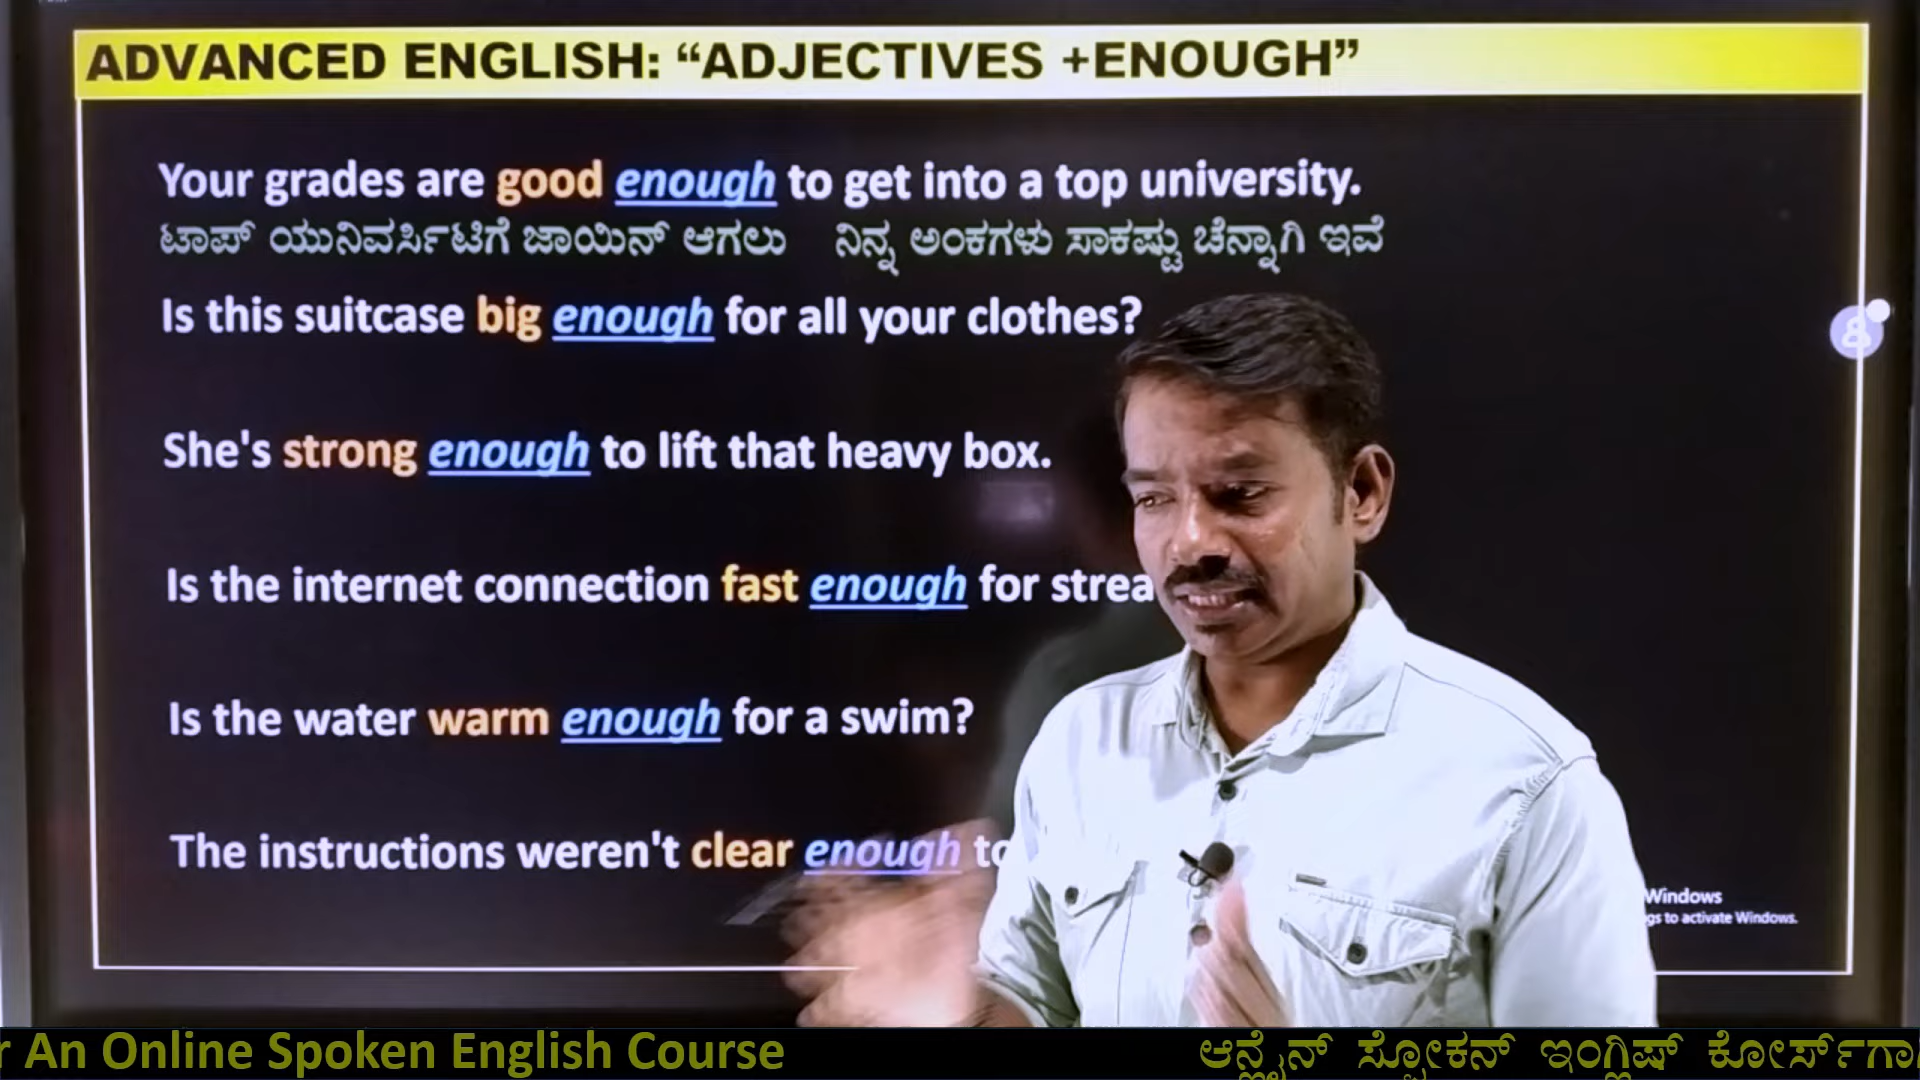 ADVANCED ENGLISH: “ADJECTIVES +ENOUGH”
Your grades are good enough to get into a top university.
ಟಾಪ್ ಯುನಿವರ್ಸಿಟಿಗೆ ಜಾಯಿನ್ ಆಗಲು ನಿನ್ನ ಅಂಕಗಳು ಸಾಕಷ್ಟು ಚೆನ್ನಾಗಿ ಇವೆ
Is this suitcase big enough for all your clothes?
She's strong enough to lift that heavy box.
Is the internet connection fast enough for
Is the water warm enough for a swim?
The instructions weren't clear enough
Windows
to activate Windows.
An Online Spoken English Course
ಆನ್ಲೈನ್ ಸ್ಪೋಕನ್ ಇಂಗ್ಲಿಷ್